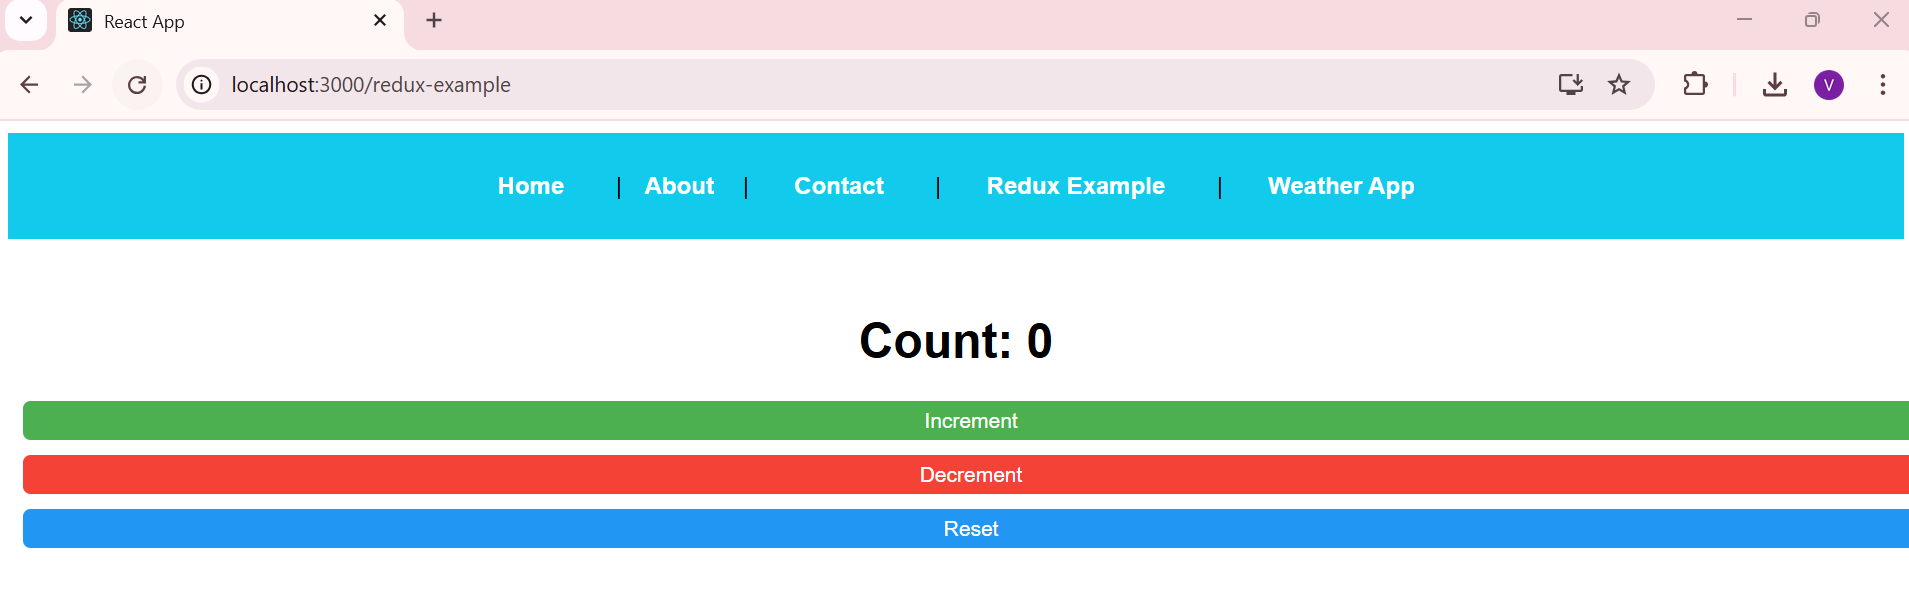 React App
localhost:3000/redux-example
V
Home | About | Contact | Redux Example | Weather App
Count: 0
Increment
Decrement
Reset